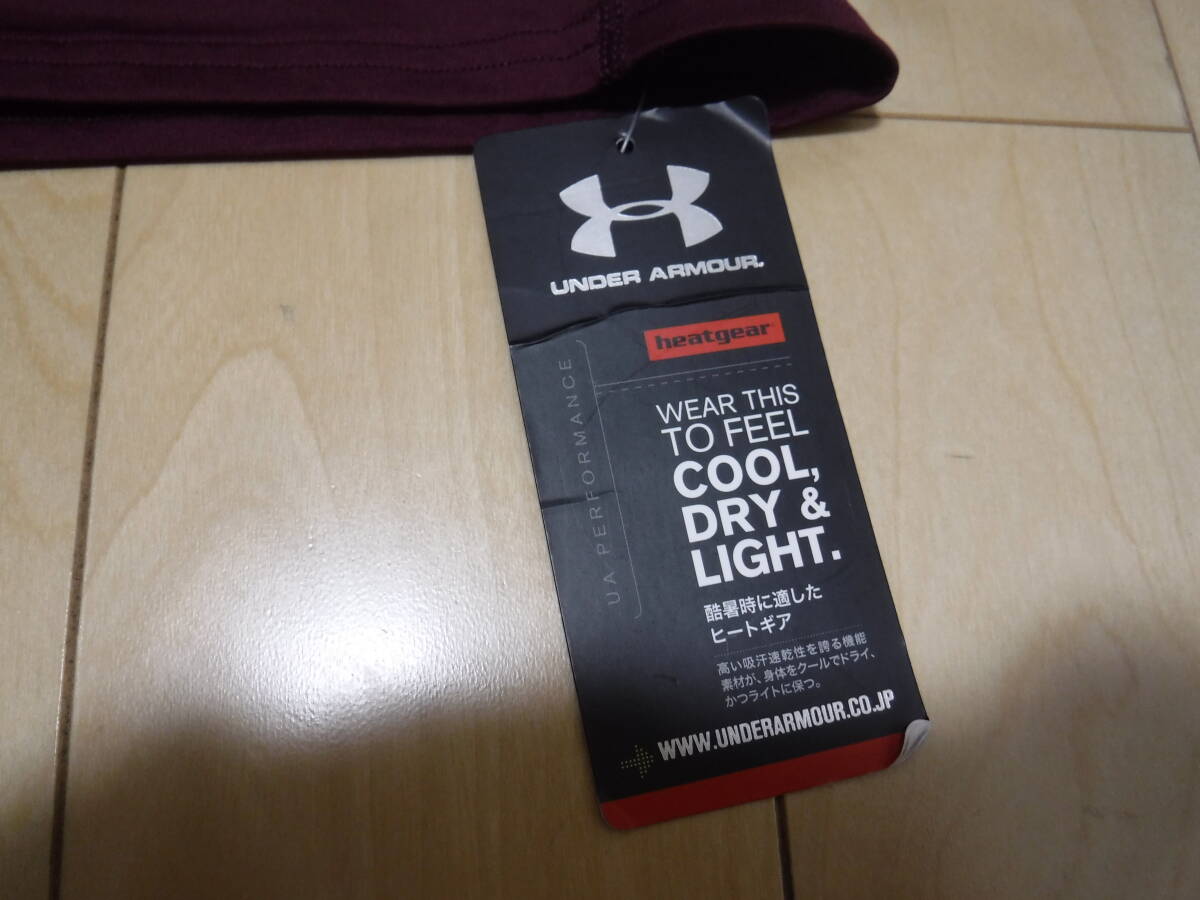 UNDER ARMOUR.
heatgear
UA PERFORMANCE
WEAR THIS
TO FEEL
COOL,
DRY &
LIGHT.
酷暑時に適した
ヒートギア
高い吸汗速乾性を誇る機能
素材が、身体をクールでドライ、
かつライトに保つ。
WWW.UNDERARMOUR.CO.JP